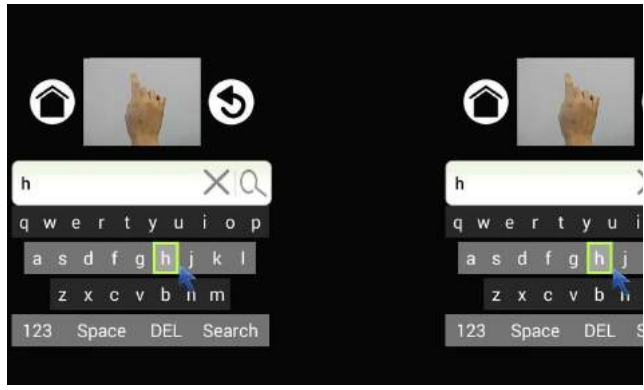 h
q w e r t y u i o p
a s d f g h j k l
z x c v b n m
123 Space DEL Search
h
q w e r t y u i
a s d f g h j
z x c v b n
123 Space DEL S